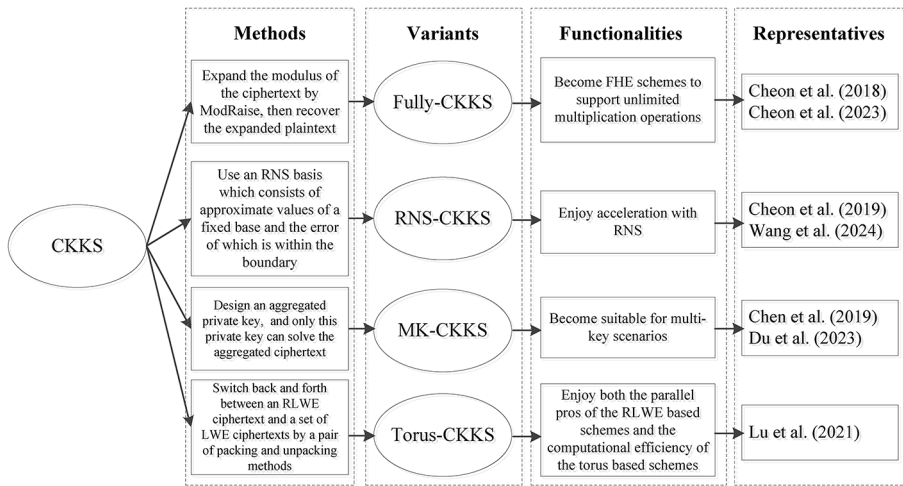 Methods
Variants
Functionalities
Representatives
CKKS
Expand the modulus of
the ciphertext by
ModRaise, then recover
the expanded plaintext
Fully-CKKS
Become FHE schemes to
support unlimited
multiplication operations
Cheon et al. (2018)
Cheon et al. (2023)
Use an RNS basis
which consists of
approximate values of a
fixed base and the error
of which is within the
boundary
RNS-CKKS
Enjoy acceleration with
RNS
Cheon et al. (2019)
Wang et al. (2024)
Design an aggregated
private key, and only this
private key can solve the
aggregated ciphertext
MK-CKKS
Become suitable for multi-
key scenarios
Chen et al. (2019)
Du et al. (2023)
Switch back and forth
between an RLWE
ciphertext and a set of
LWE ciphertexts by a pair
of packing and unpacking
methods
Torus-CKKS
Enjoy both the parallel
pros of the RLWE based
schemes and the
computational efficiency of
the torus based schemes
Lu et al. (2021)